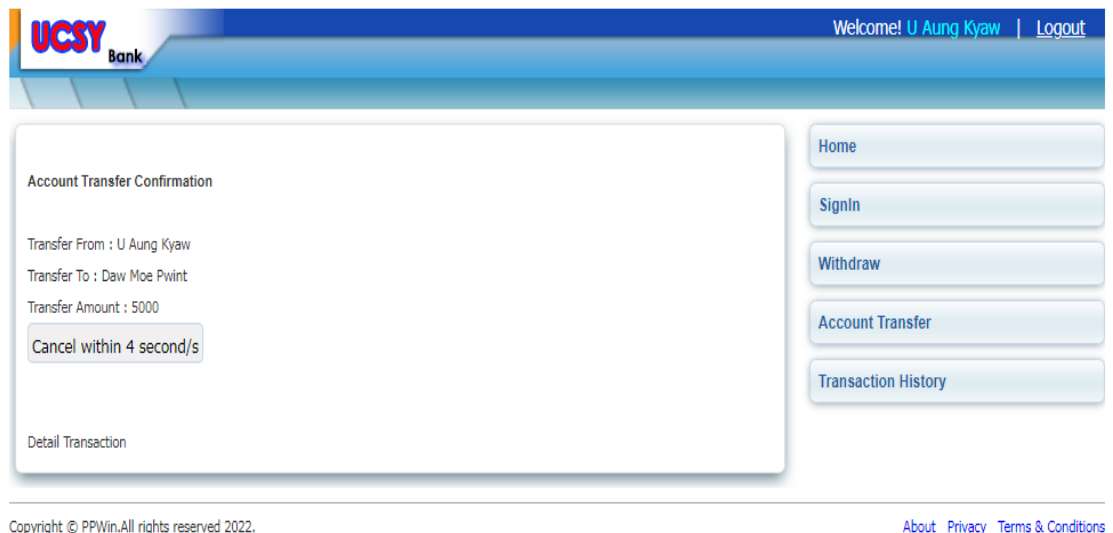 UCSY
Bank
Welcome! U Aung Kyaw | Logout
Account Transfer Confirmation
Transfer From : U Aung Kyaw
Transfer To : Daw Moe Pwint
Transfer Amount : 5000
Cancel within 4 second/s
Detail Transaction
Home
SignIn
Withdraw
Account Transfer
Transaction History
Copyright © PPWin.All rights reserved 2022.
About Privacy Terms & Conditions